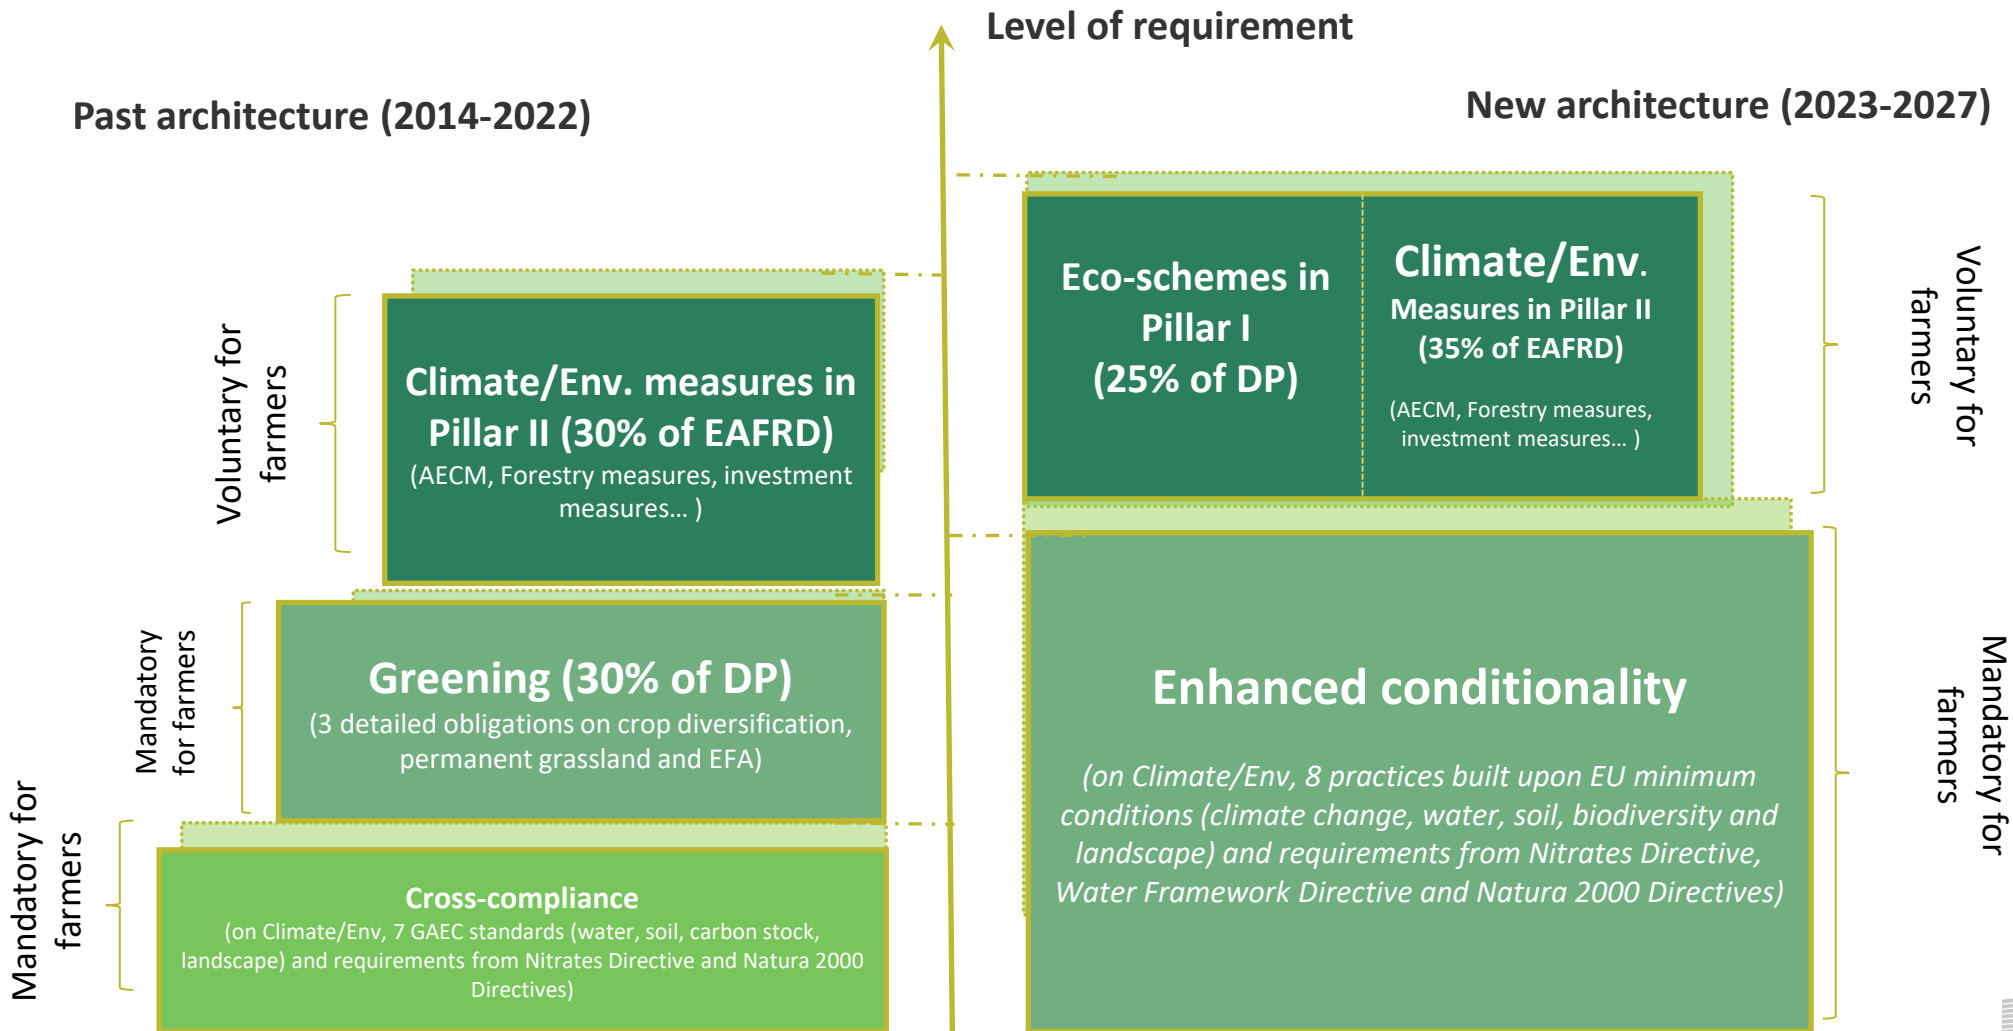 Level of requirement
Past architecture (2014-2022)
New architecture (2023-2027)
Voluntary for
farmers
Climate/Env. measures in
Pillar II (30% of EAFRD)
(AECM, Forestry measures, investment
measures... )
Mandatory
for farmers
Greening (30% of DP)
(3 detailed obligations on crop diversification,
permanent grassland and EFA)
Mandatory for
farmers
Cross-compliance
(on Climate/Env, 7 GAEC standards (water, soil, carbon stock,
landscape) and requirements from Nitrates Directive and Natura 2000
Directives)
Eco-schemes in
Pillar I
(25% of DP)
Climate/Env.
Measures in Pillar II
(35% of EAFRD)
(AECM, Forestry measures,
investment measures... )
Voluntary for
farmers
Enhanced conditionality
(on Climate/Env, 8 practices built upon EU minimum
conditions (climate change, water, soil, biodiversity and
landscape) and requirements from Nitrates Directive,
Water Framework Directive and Natura 2000 Directives)
Mandatory for
farmers